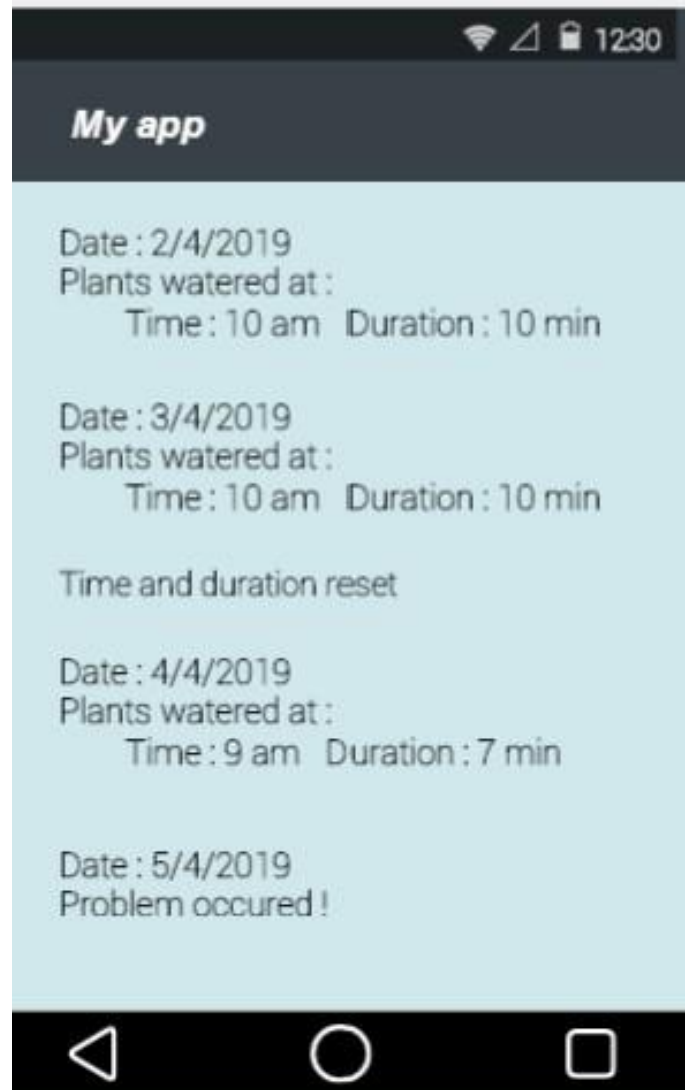 12:30
My app
Date : 2/4/2019
Plants watered at :
Time : 10 am Duration : 10 min
Date : 3/4/2019
Plants watered at :
Time : 10 am Duration : 10 min
Time and duration reset
Date : 4/4/2019
Plants watered at :
Time : 9 am Duration : 7 min
Date : 5/4/2019
Problem occured !